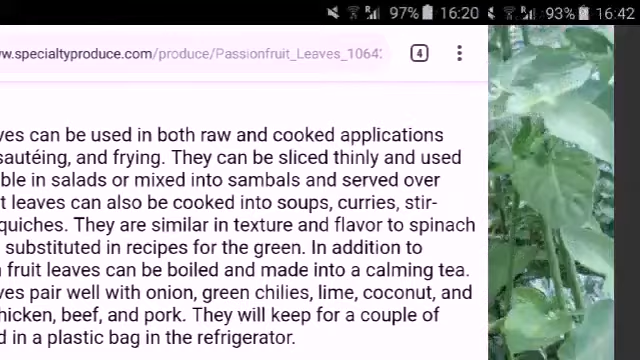 97% 16:20
93% 16:42
w.specialtyproduce.com/produce/Passionfruit_Leaves_1064
4
ves can be used in both raw and cooked applications
sautéing, and frying. They can be sliced thinly and used
ble in salads or mixed into sambals and served over
t leaves can also be cooked into soups, curries, stir-
quiches. They are similar in texture and flavor to spinach
substituted in recipes for the green. In addition to
fruit leaves can be boiled and made into a calming tea.
ves pair well with onion, green chilies, lime, coconut, and
hicken, beef, and pork. They will keep for a couple of
d in a plastic bag in the refrigerator.